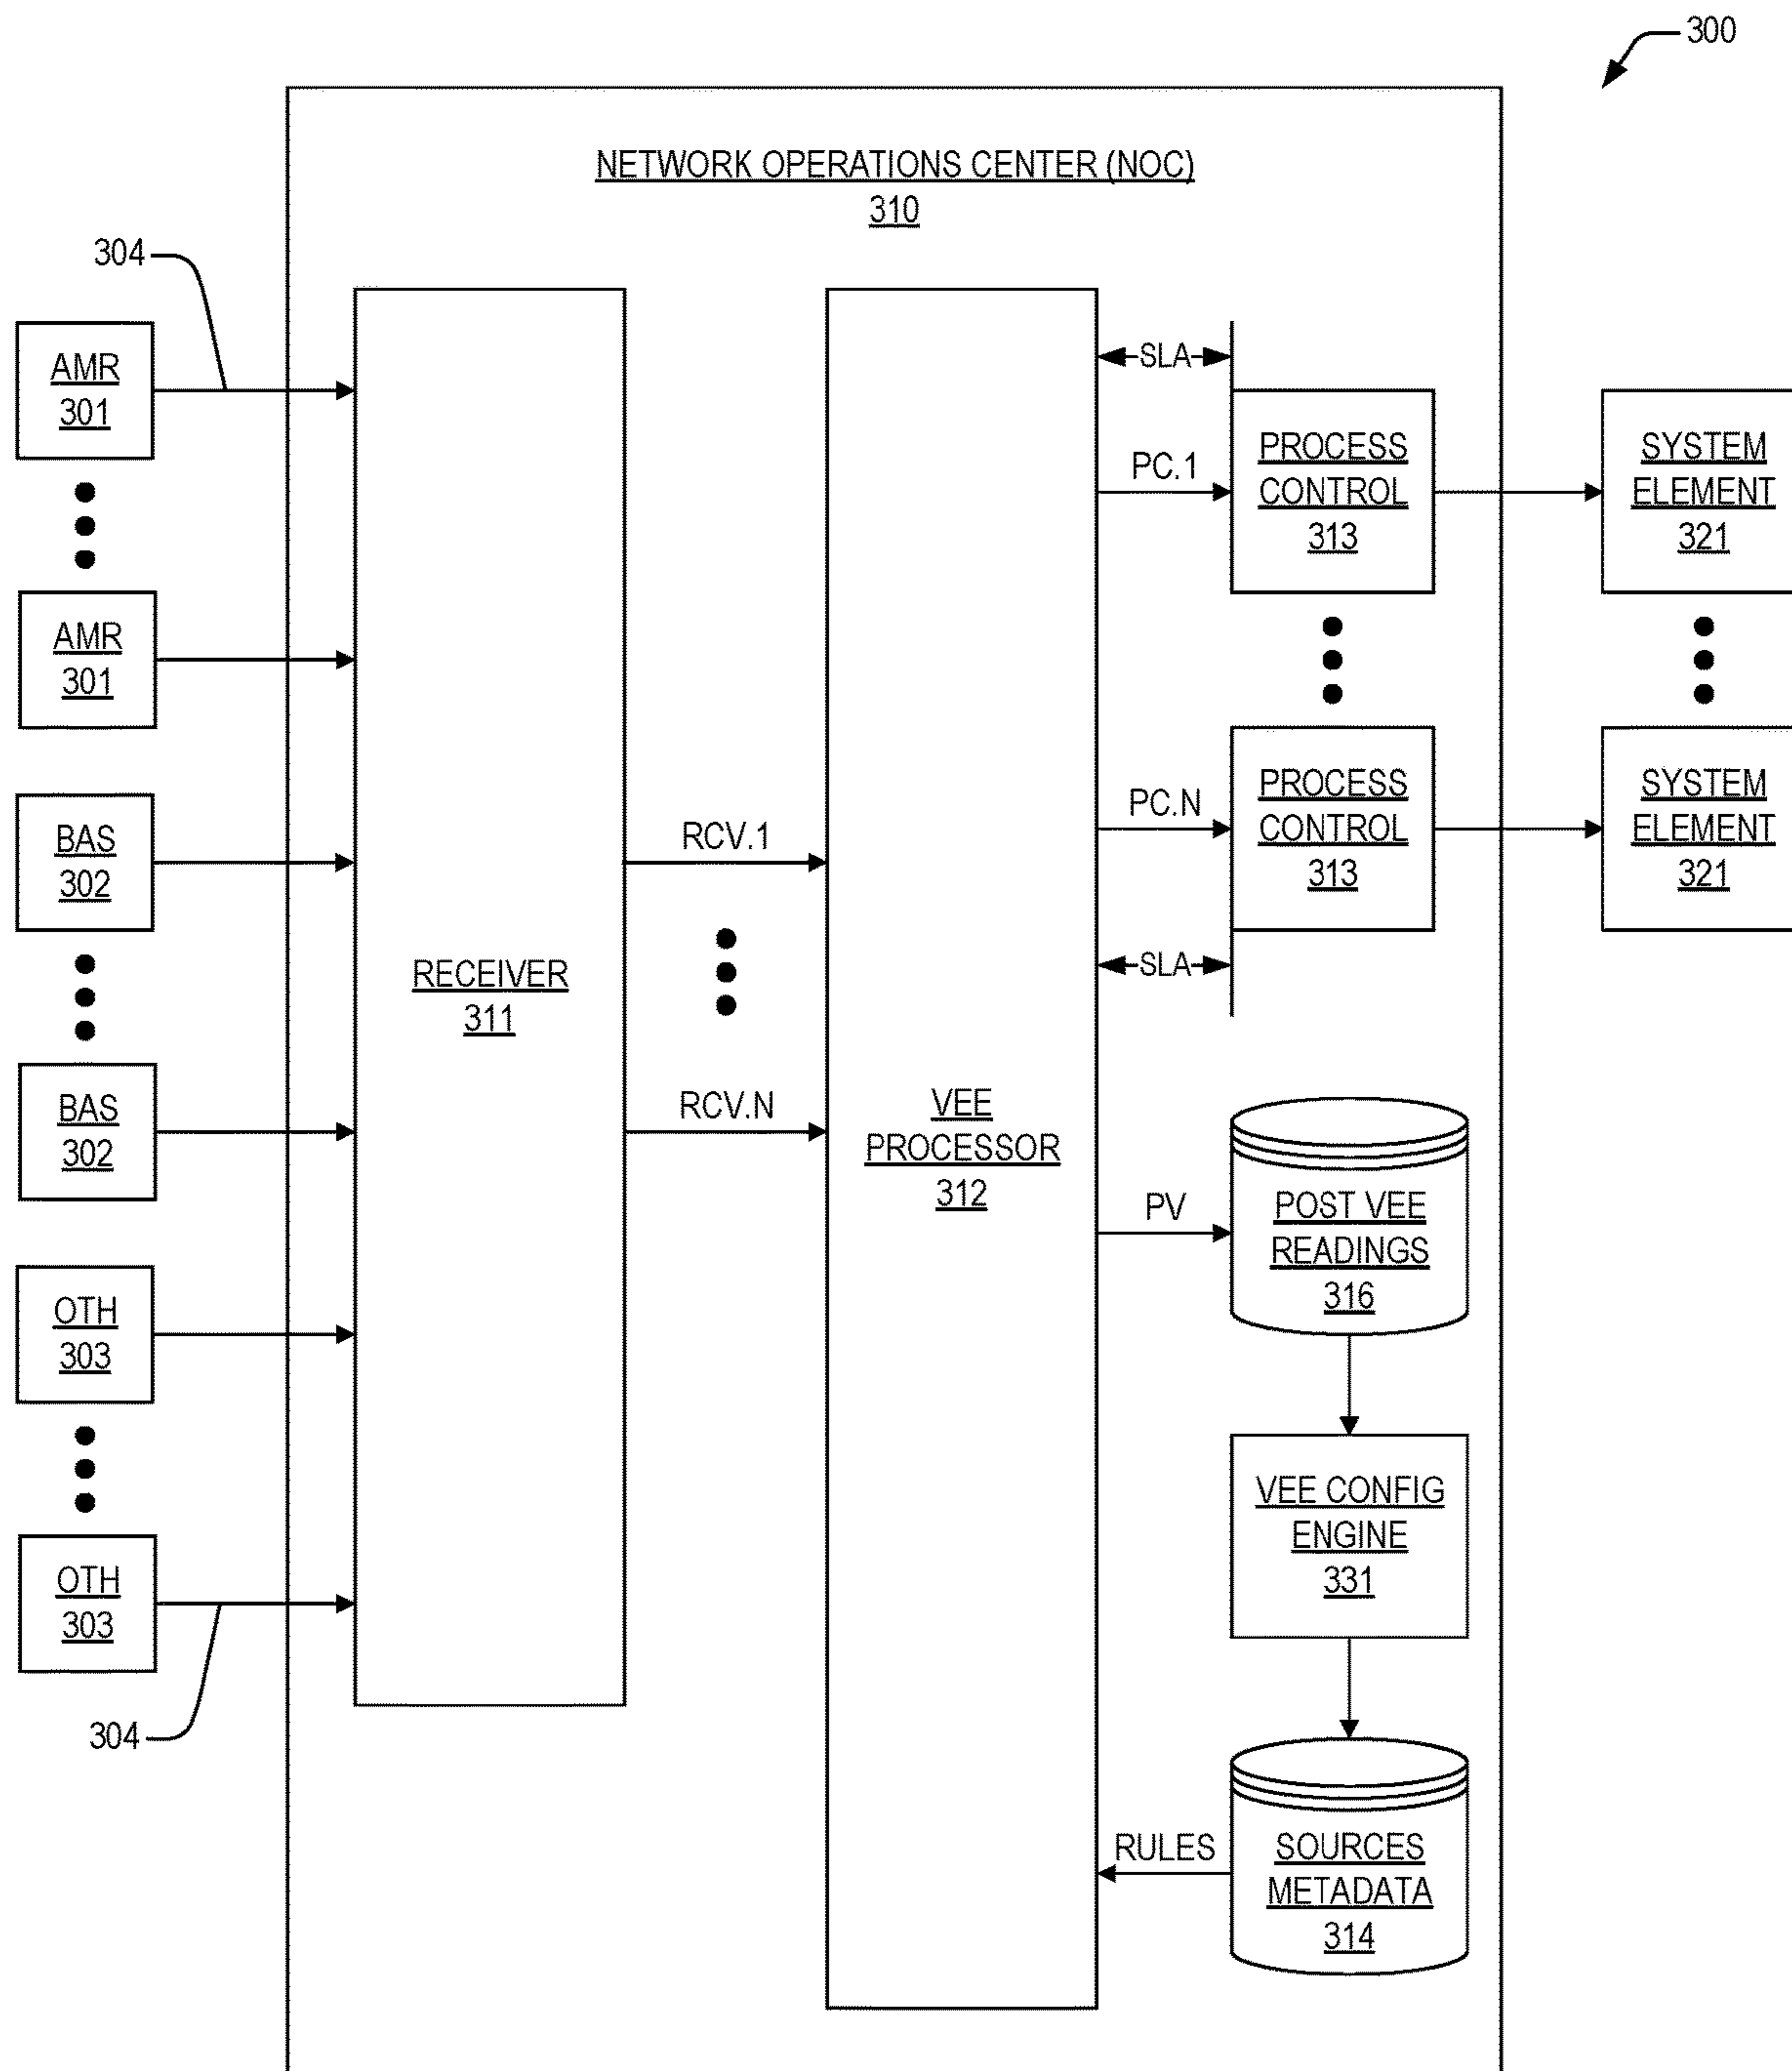 300
NETWORK OPERATIONS CENTER (NOC)
310
304
AMR
301
AMR
301
BAS
302
BAS
302
OTH
303
OTH
303
304
RECEIVER
311
RCV.1
RCV.N
VEE
PROCESSOR
312
SLA
PC.1
PROCESS
CONTROL
313
SYSTEM
ELEMENT
321
PC.N
PROCESS
CONTROL
313
SYSTEM
ELEMENT
321
SLA
PV
POST VEE
READINGS
316
VEE CONFIG
ENGINE
331
RULES
SOURCES
METADATA
314